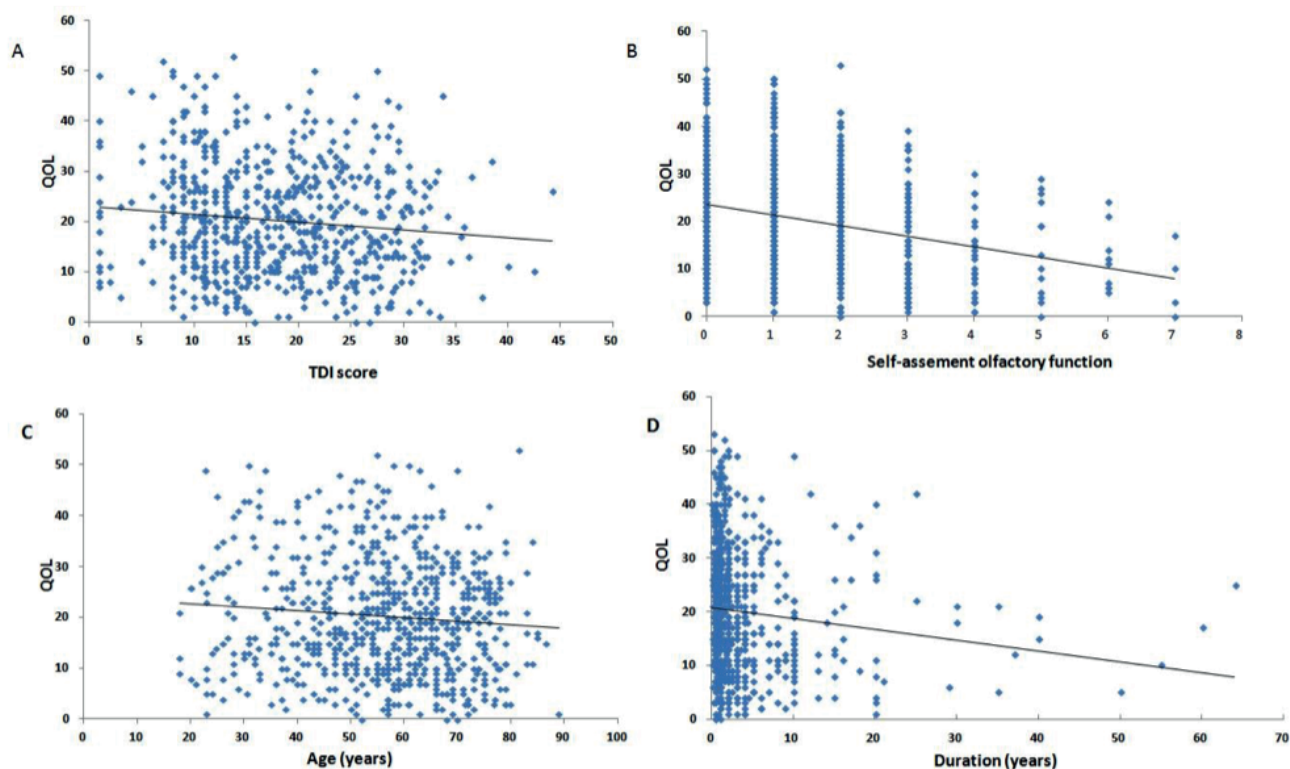 A
QOL
60
50
40
30
20
10
0
0 5 10 15 20 25 30 35 40 45 50
TDI score
B
QOL
60
50
40
30
20
10
0
0 1 2 3 4 5 6 7 8
Self-assement olfactory function
C
QOL
60
50
40
30
20
10
0
0 10 20 30 40 50 60 70 80 90 100
Age (years)
D
QOL
60
50
40
30
20
10
0
0 10 20 30 40 50 60 70
Duration (years)